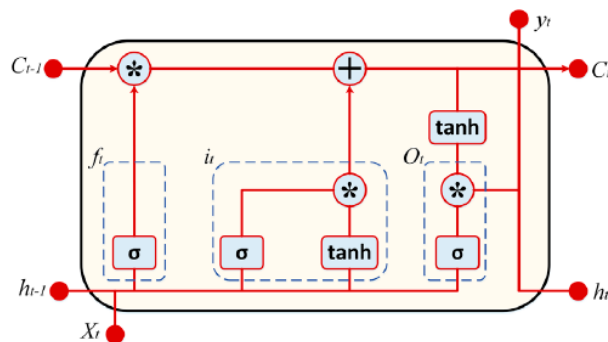 yt
Ct-1 * + Ct
tanh
ft it Ot
* *
σ σ tanh σ
ht-1 ht
Xt